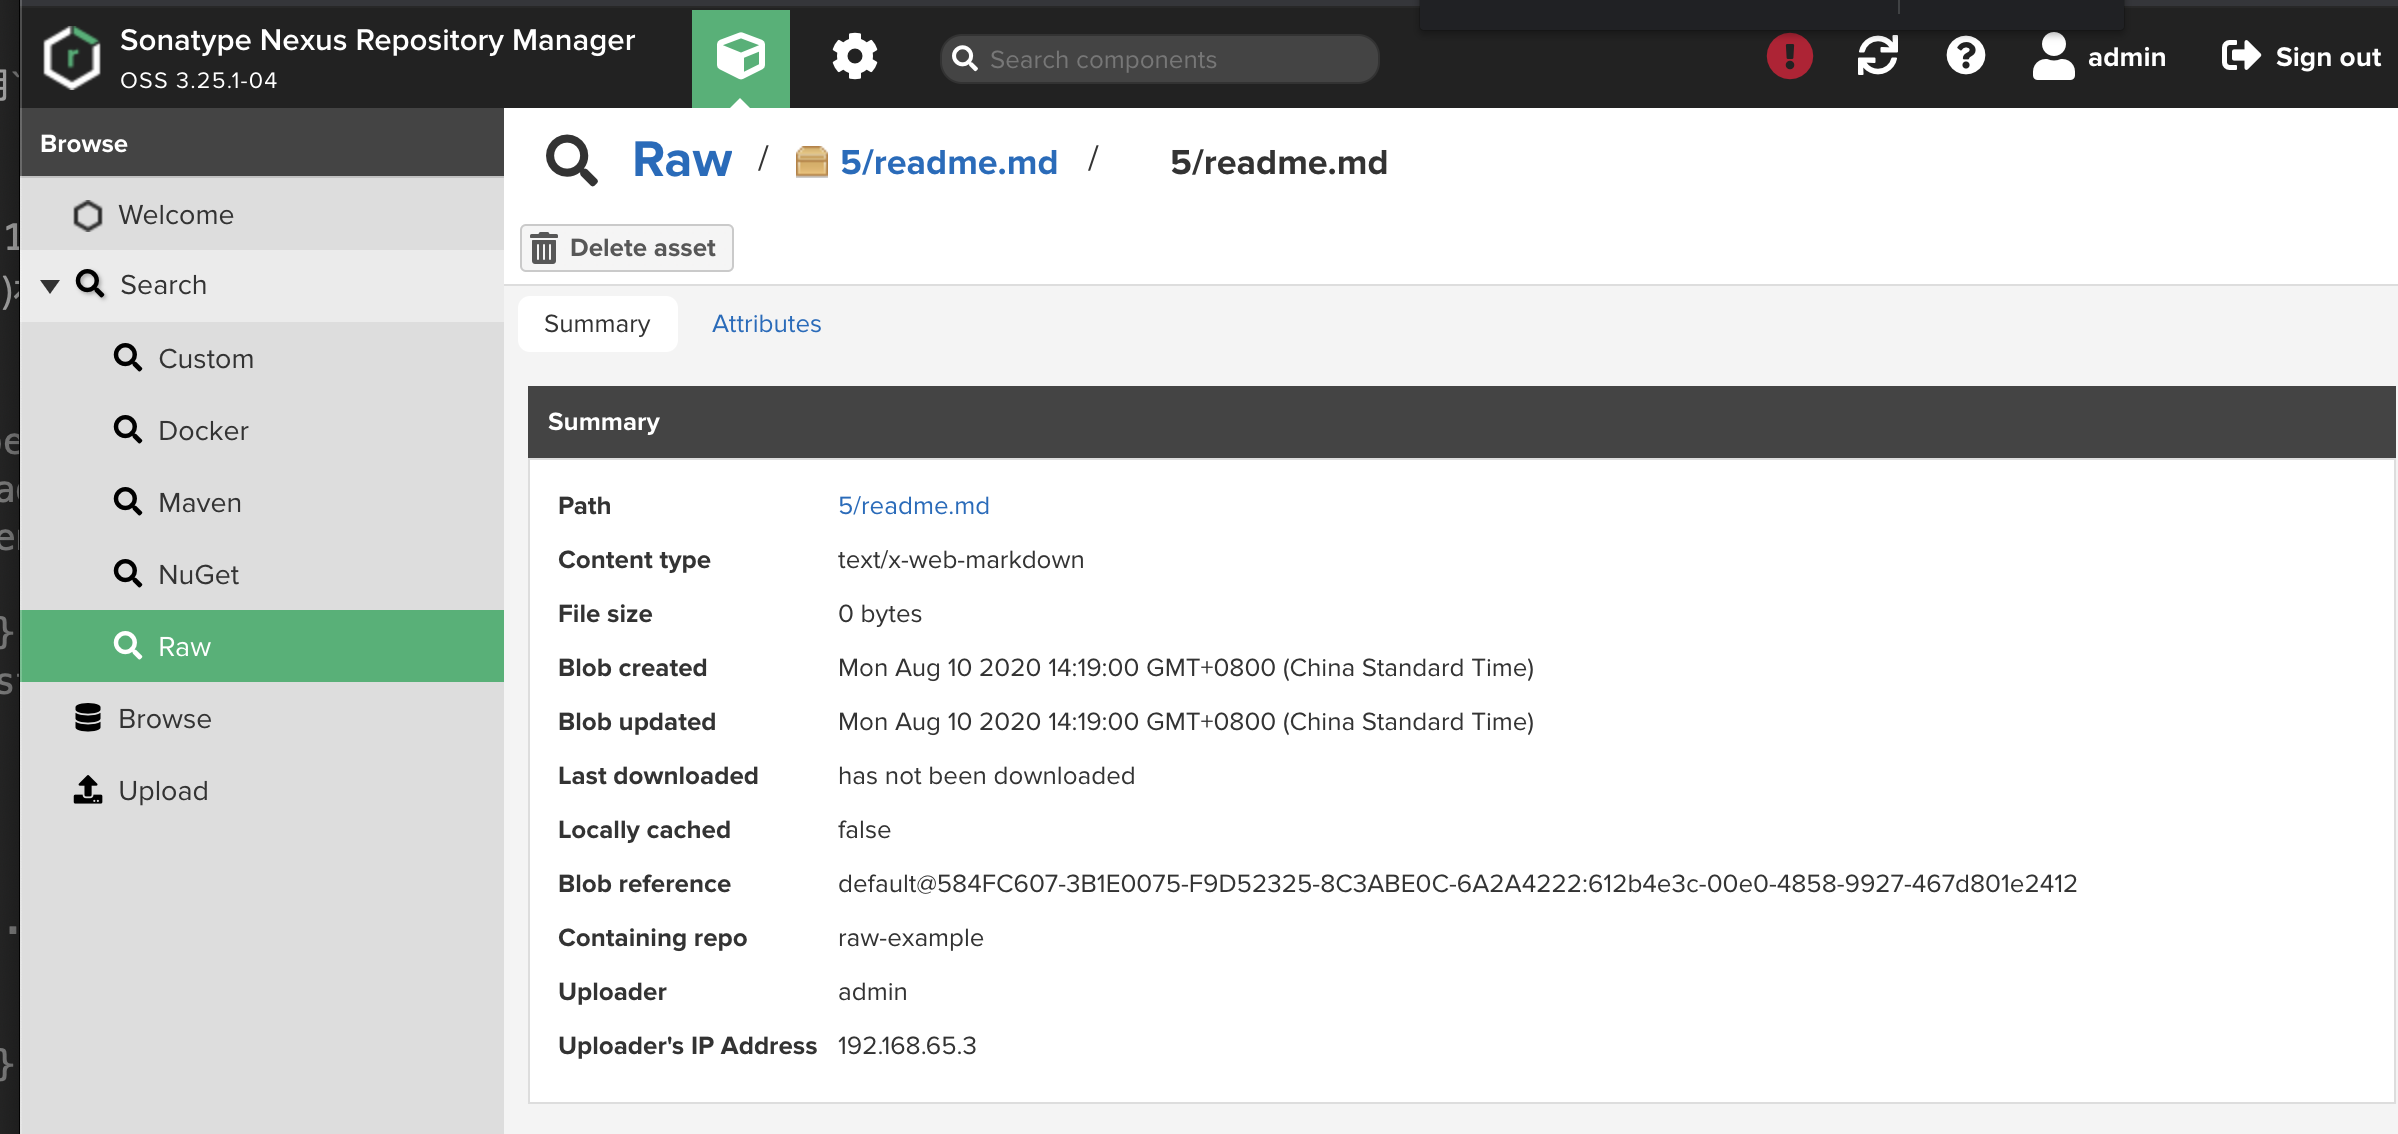 Sonatype Nexus Repository Manager
OSS 3.25.1-04
Search components
admin
Sign out
Browse
Welcome
Search
Custom
Docker
Maven
NuGet
Raw
Browse
Upload
Raw / 5/readme.md / 5/readme.md
Delete asset
Summary Attributes
Summary
Path 5/readme.md
Content type text/x-web-markdown
File size 0 bytes
Blob created Mon Aug 10 2020 14:19:00 GMT+0800 (China Standard Time)
Blob updated Mon Aug 10 2020 14:19:00 GMT+0800 (China Standard Time)
Last downloaded has not been downloaded
Locally cached false
Blob reference default@584FC607-3B1E0075-F9D52325-8C3ABE0C-6A2A4222:612b4e3c-00e0-4858-9927-467d801e2412
Containing repo raw-example
Uploader admin
Uploader's IP Address 192.168.65.3